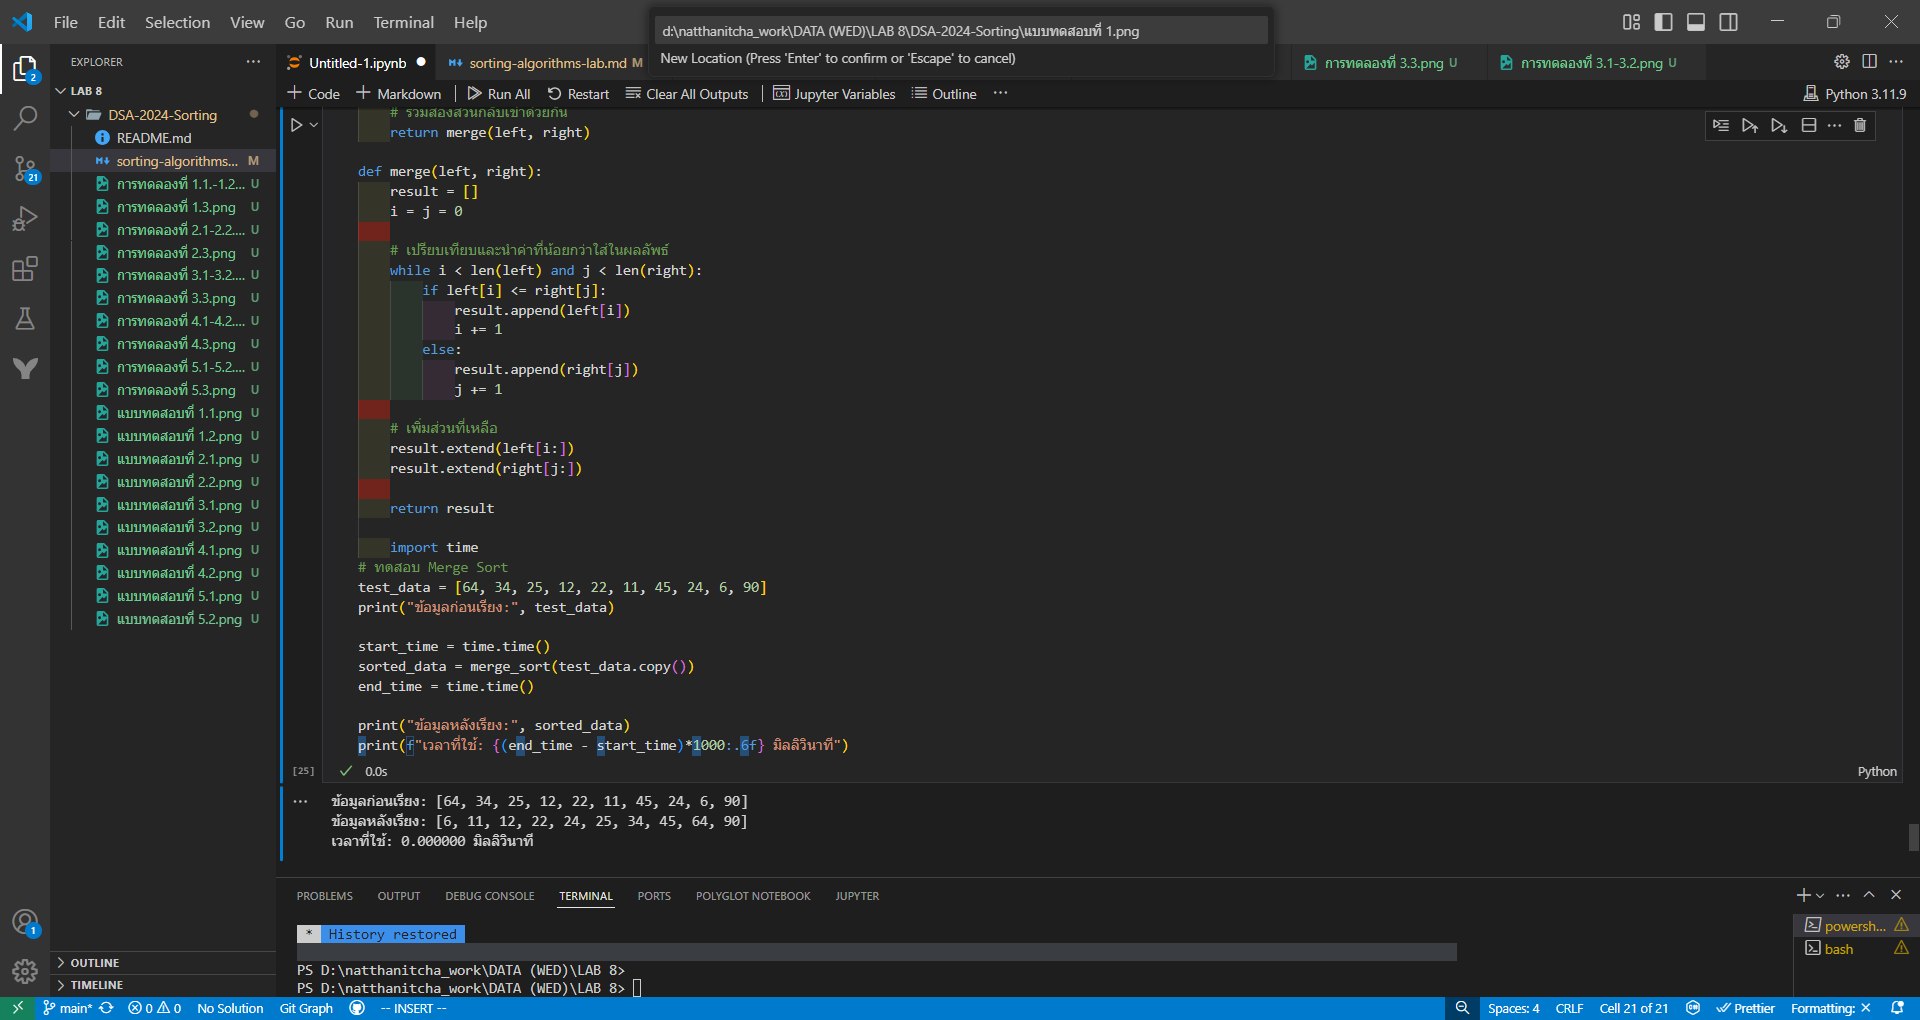 File Edit Selection View Go Run Terminal Help
d:\natthanitcha_work\DATA (WED)\LAB 8\DSA-2024-Sorting\แบบทดสอบที่ 1.png
New Location (Press 'Enter' to confirm or 'Escape' to cancel)
EXPLORER
Untitled-1.ipynb
sorting-algorithms-lab.md M
การทดลองที่ 3.3.png U
การทดลองที่ 3.1-3.2.png U
Code Markdown Run All Restart Clear All Outputs Jupyter Variables Outline
Python 3.11.9
LAB 8
DSA-2024-Sorting
README.md
sorting-algorithms... M
การทดลองที่ 1.1.-1.2... U
การทดลองที่ 1.3.png U
การทดลองที่ 2.1-2.2.... U
การทดลองที่ 2.3.png U
การทดลองที่ 3.1-3.2.... U
การทดลองที่ 3.3.png U
การทดลองที่ 4.1-4.2.... U
การทดลองที่ 4.3.png U
การทดลองที่ 5.1-5.2.... U
การทดลองที่ 5.3.png U
แบบทดสอบที่ 1.1.png U
แบบทดสอบที่ 1.2.png U
แบบทดสอบที่ 2.1.png U
แบบทดสอบที่ 2.2.png U
แบบทดสอบที่ 3.1.png U
แบบทดสอบที่ 3.2.png U
แบบทดสอบที่ 4.1.png U
แบบทดสอบที่ 4.2.png U
แบบทดสอบที่ 5.1.png U
แบบทดสอบที่ 5.2.png U
OUTLINE
TIMELINE
2
21
1
# รวมสองส่วนกลับเข้าด้วยกัน
return merge(left, right)
def merge(left, right):
result = []
i = j = 0
# เปรียบเทียบและนำค่าที่น้อยกว่าใส่ในผลลัพธ์
while i < len(left) and j < len(right):
if left[i] <= right[j]:
result.append(left[i])
i += 1
else:
result.append(right[j])
j += 1
# เพิ่มส่วนที่เหลือ
result.extend(left[i:])
result.extend(right[j:])
return result
import time
# ทดสอบ Merge Sort
test_data = [64, 34, 25, 12, 22, 11, 45, 24, 6, 90]
print("ข้อมูลก่อนเรียง:", test_data)
start_time = time.time()
sorted_data = merge_sort(test_data.copy())
end_time = time.time()
print("ข้อมูลหลังเรียง:", sorted_data)
print(f"เวลาที่ใช้: {(end_time - start_time)*1000:.6f} มิลลิวินาที")
[25] 0.0s Python
ข้อมูลก่อนเรียง: [64, 34, 25, 12, 22, 11, 45, 24, 6, 90]
ข้อมูลหลังเรียง: [6, 11, 12, 22, 24, 25, 34, 45, 64, 90]
เวลาที่ใช้: 0.000000 มิลลิวินาที
PROBLEMS OUTPUT DEBUG CONSOLE TERMINAL PORTS POLYGLOT NOTEBOOK JUPYTER
* History restored
PS D:\natthanitcha_work\DATA (WED)\LAB 8>
PS D:\natthanitcha_work\DATA (WED)\LAB 8>
powersh...
bash
main* 0 0 No Solution Git Graph -- INSERT -- Spaces: 4 CRLF Cell 21 of 21 Prettier Formatting: ×